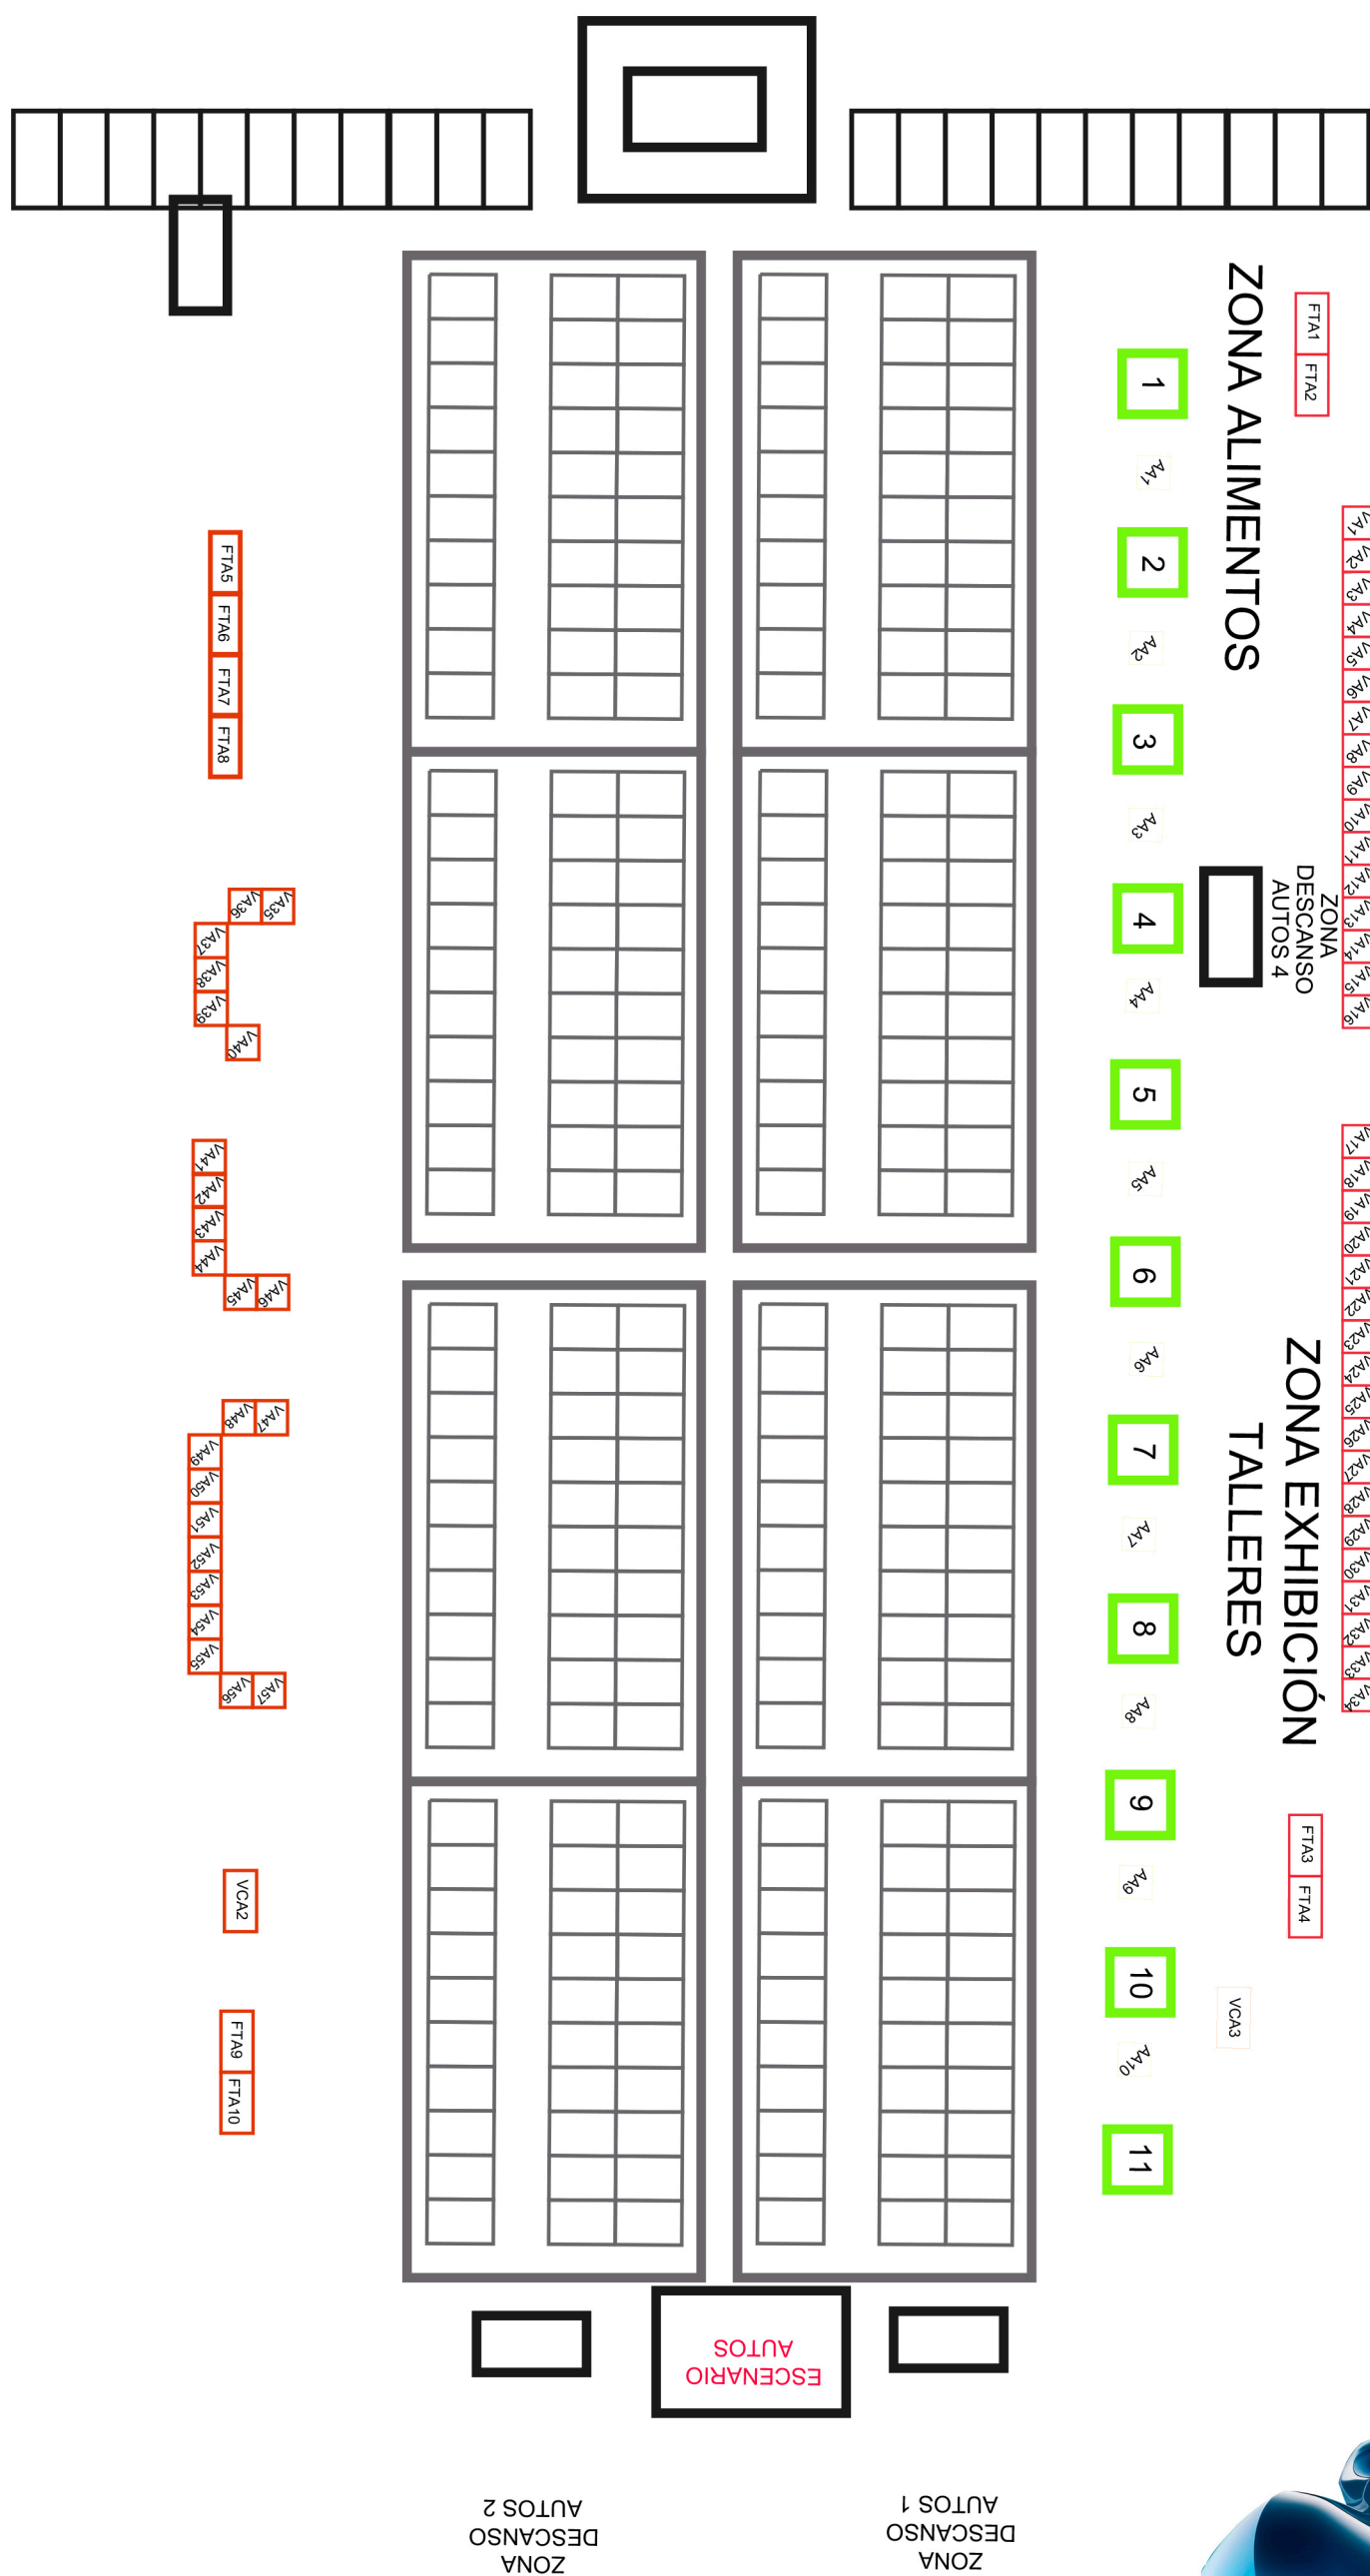 ZONA ALIMENTOS
FTA1
FTA2
1
AA1
2
AA2
3
AA3
4
AA4
5
AA5
6
AA6
7
AA7
8
AA8
9
AA9
10
AA10
11
VA1
VA2
VA3
VA4
VA5
VA6
VA7
VA8
VA9
VA10
VA11
VA12
VA13
VA14
VA15
VA16
ZONA
DESCANSO
AUTOS 4
VA17
VA18
VA19
VA20
VA21
VA22
VA23
VA24
VA25
VA26
VA27
VA28
VA29
VA30
VA31
VA32
VA33
VA34
ZONA EXHIBICIÓN
TALLERES
FTA3
FTA4
VCA3
FTA5
FTA6
FTA7
FTA8
VA35
VA36
VA37
VA38
VA39
VA40
VA41
VA42
VA43
VA44
VA45
VA46
VA47
VA48
VA49
VA50
VA51
VA52
VA53
VA54
VA55
VA56
VA57
VCA2
FTA9
FTA10
ESCENARIO
AUTOS
ZONA
DESCANSO
AUTOS 1
ZONA
DESCANSO
AUTOS 2